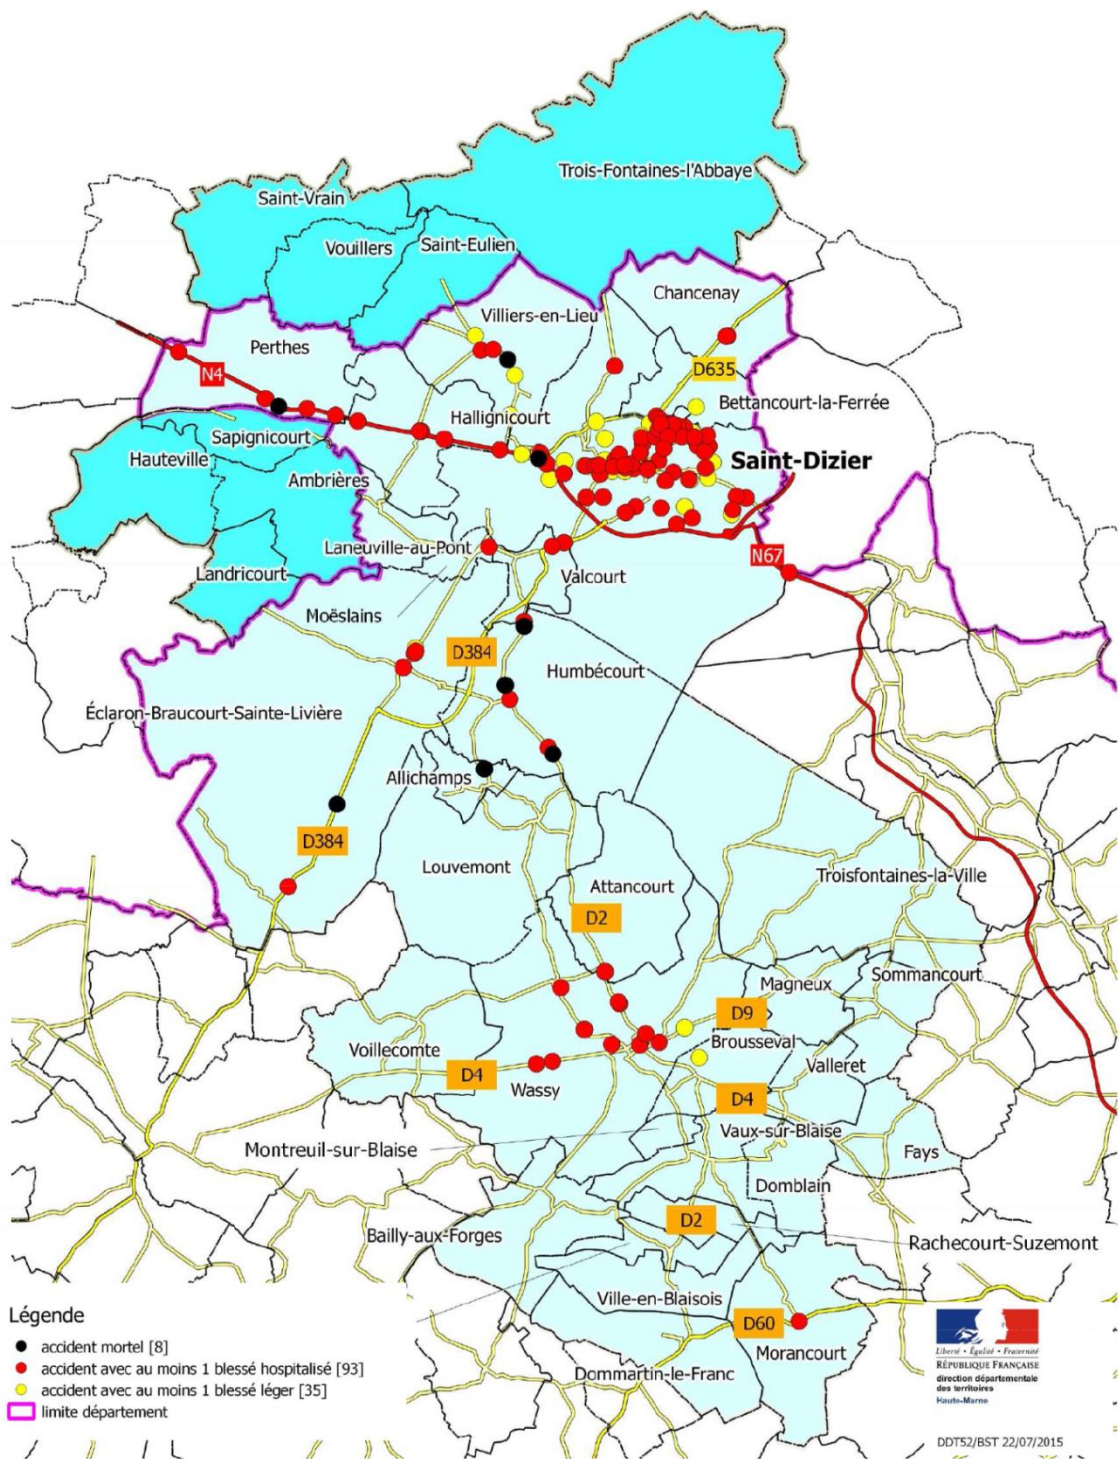 Trois-Fontaines-l'Abbaye
Saint-Vrain
Vouillers
Saint-Eulien
Chancenay
Villiers-en-Lieu
Perthes
N4
D635
Bettancourt-la-Ferrée
Hallignicourt
Sapignicourt
Hauteville
Saint-Dizier
Ambrières
Laneuville-au-Pont
N67
Landricourt
Valcourt
Moëslains
D384
Humbécourt
Éclaron-Braucourt-Sainte-Livière
Allichamps
D384
Louvemont
Troisfontaines-la-Ville
Attancourt
D2
Sommancourt
Magneux
D9
Brousseval
Voillecomte
Valleret
D4
Wassy
D4
Vaux-sur-Blaise
Montreuil-sur-Blaise
Fays
Domblain
D2
Bailly-aux-Forges
Rachecourt-Suzemont
Ville-en-Blaisois
D60
Morancourt
Dommartin-le-Franc
Légende
accident mortel [8]
accident avec au moins 1 blessé hospitalisé [93]
accident avec au moins 1 blessé léger [35]
limite département
Liberté • Égalité • Fraternité
RÉPUBLIQUE FRANÇAISE
direction départementale
des territoires
Haute-Marne
DDT52/BST 22/07/2015